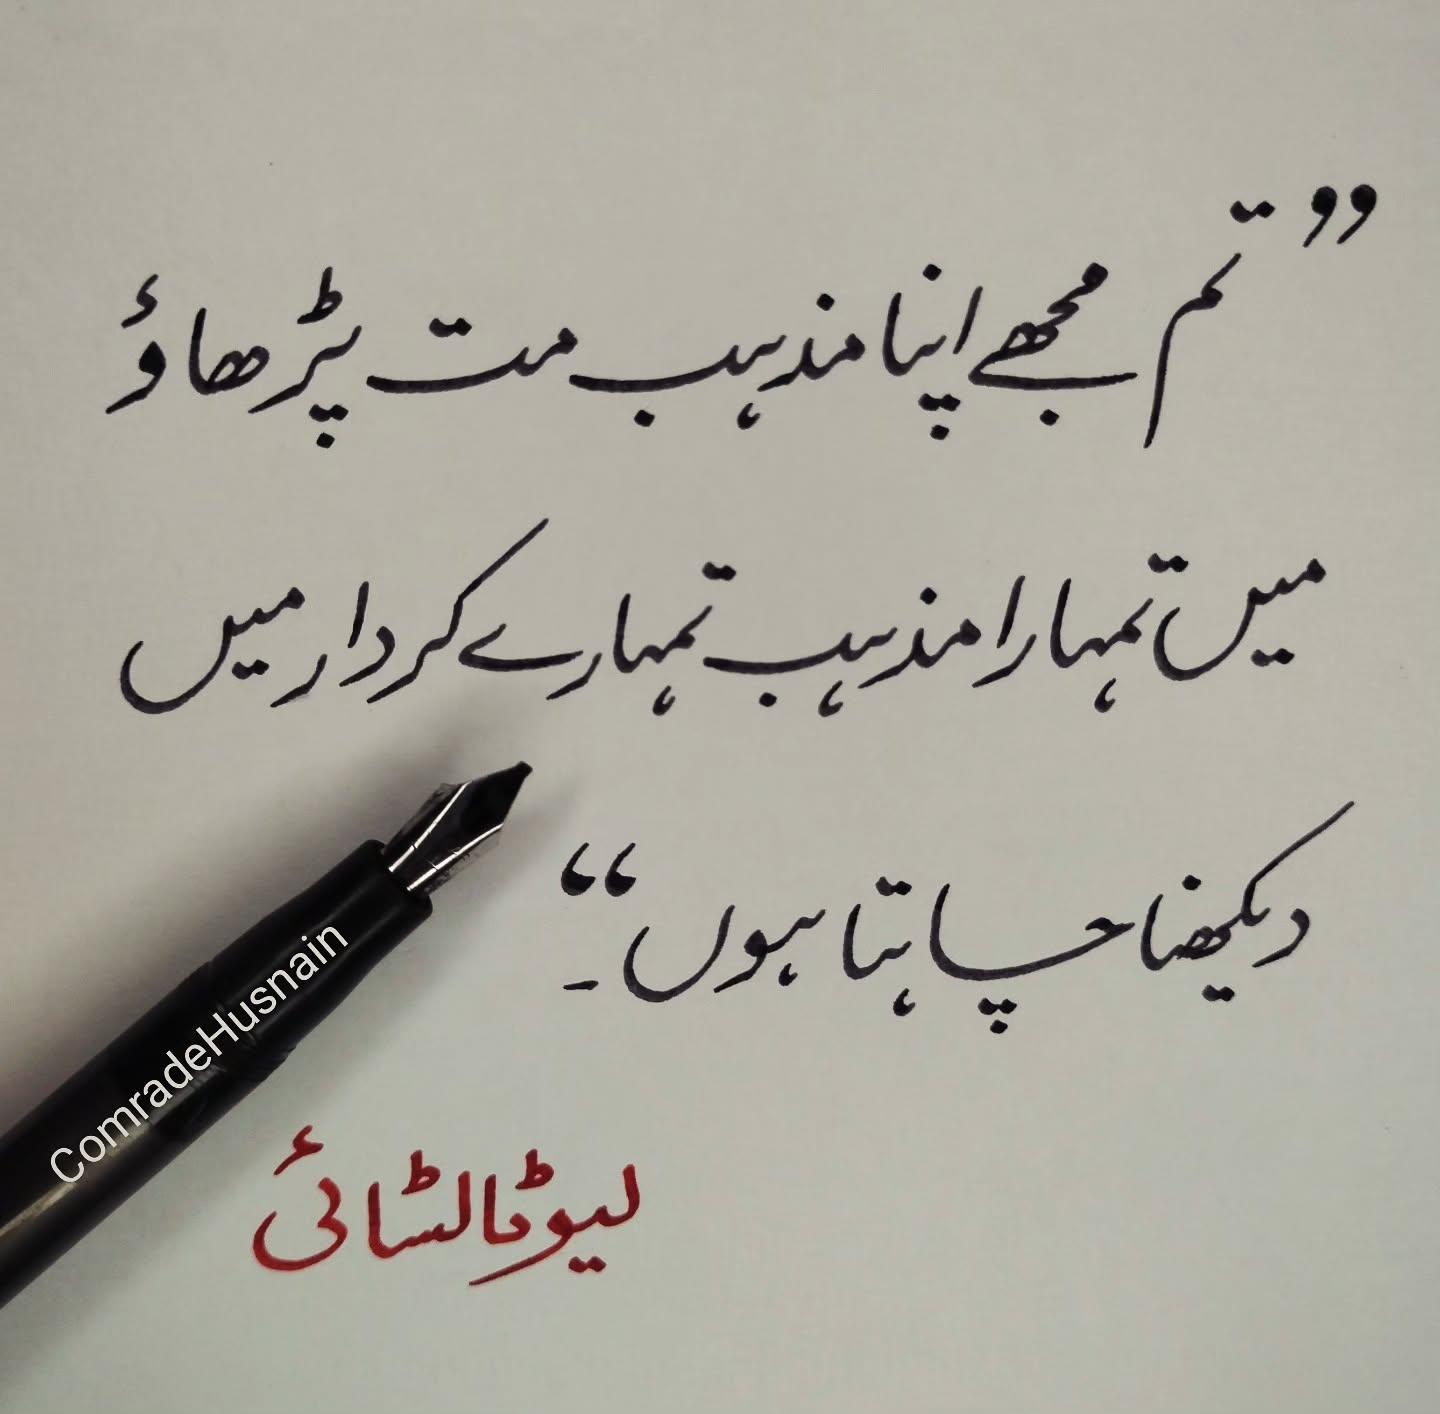 ”تم مجھے اپنا مذہب مت پڑھاؤ
میں تمہارا مذہب تمہارے کردار میں
دیکھنا چاہتا ہوں“۔
لیو ٹالسٹائی
ComradeHusnain